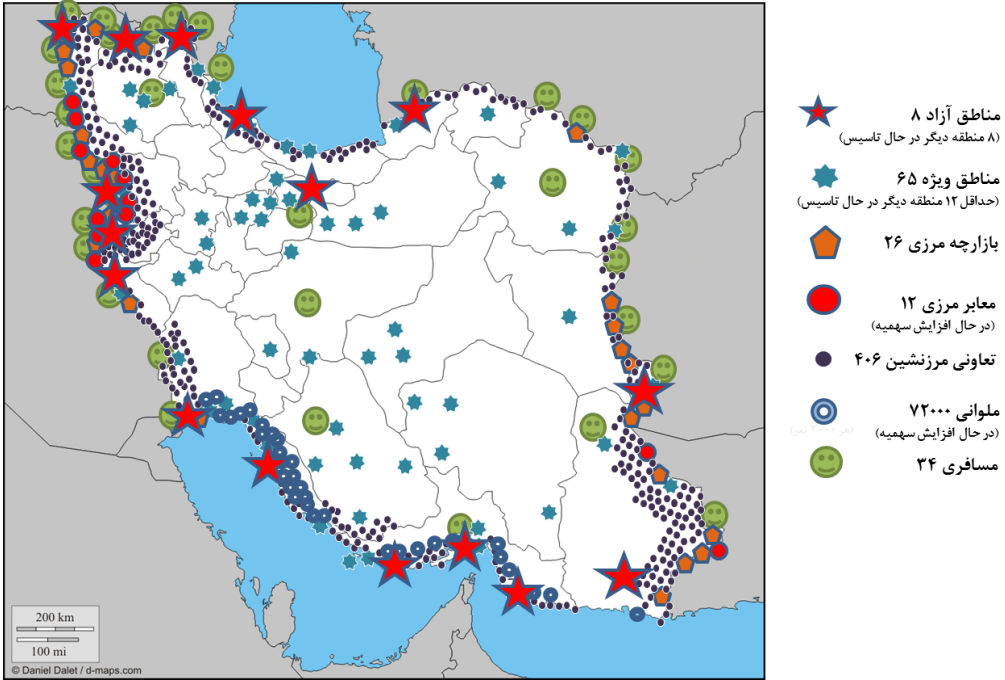 مناطق آزاد ۸
(۸ منطقه دیگر در حال تاسیس)
مناطق ویژه ۶۵
(حداقل ۱۲ منطقه دیگر در حال تاسیس)
بازارچه مرزی ۲۶
معابر مرزی ۱۲
(در حال افزایش سهمیه)
تعاونی مرزنشین ۴۰۶
ملوانی ۷۲۰۰۰
(در حال افزایش سهمیه)
مسافری ۳۴
200 km
100 mi
© Daniel Dalet / d-maps.com